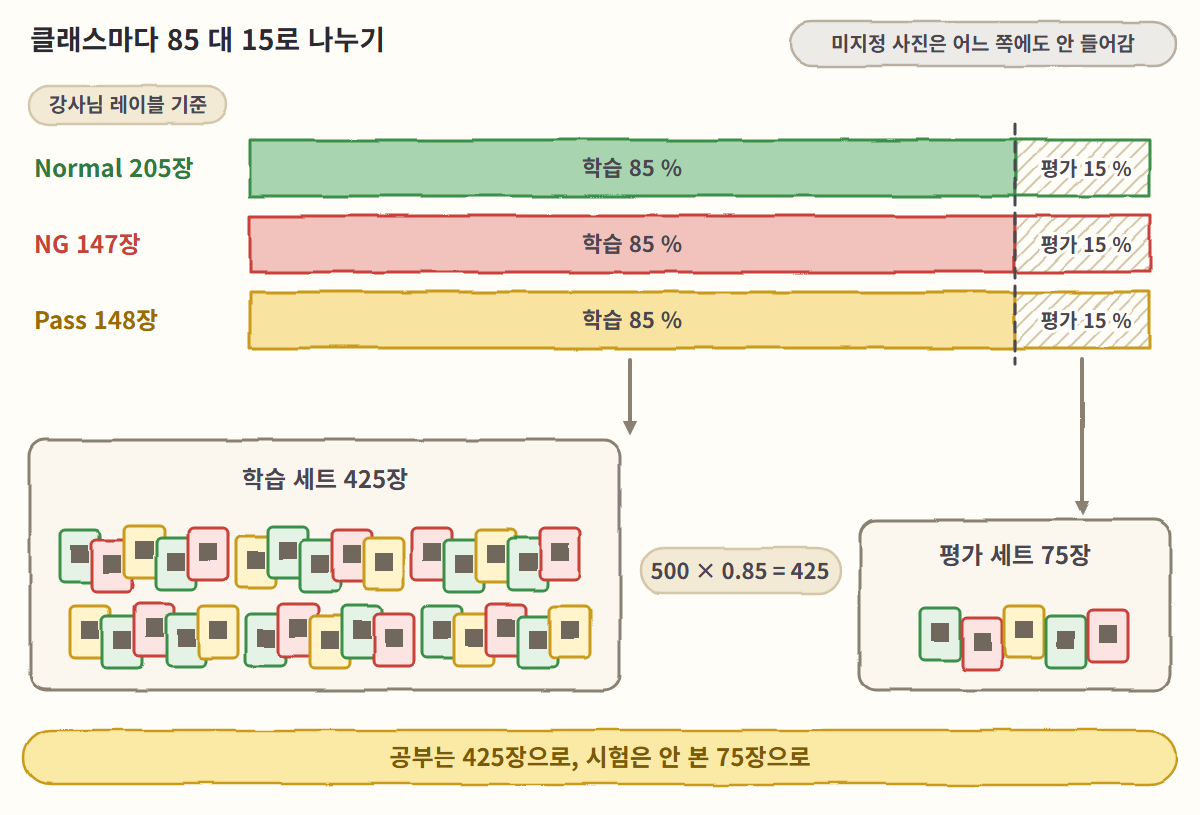 클래스마다 85 대 15로 나누기
미지정 사진은 어느 쪽에도 안 들어감
강사님 레이블 기준
Normal 205장
학습 85 %
평가 15 %
NG 147장
학습 85 %
평가 15 %
Pass 148장
학습 85 %
평가 15 %
학습 세트 425장
500 × 0.85 = 425
평가 세트 75장
공부는 425장으로, 시험은 안 본 75장으로